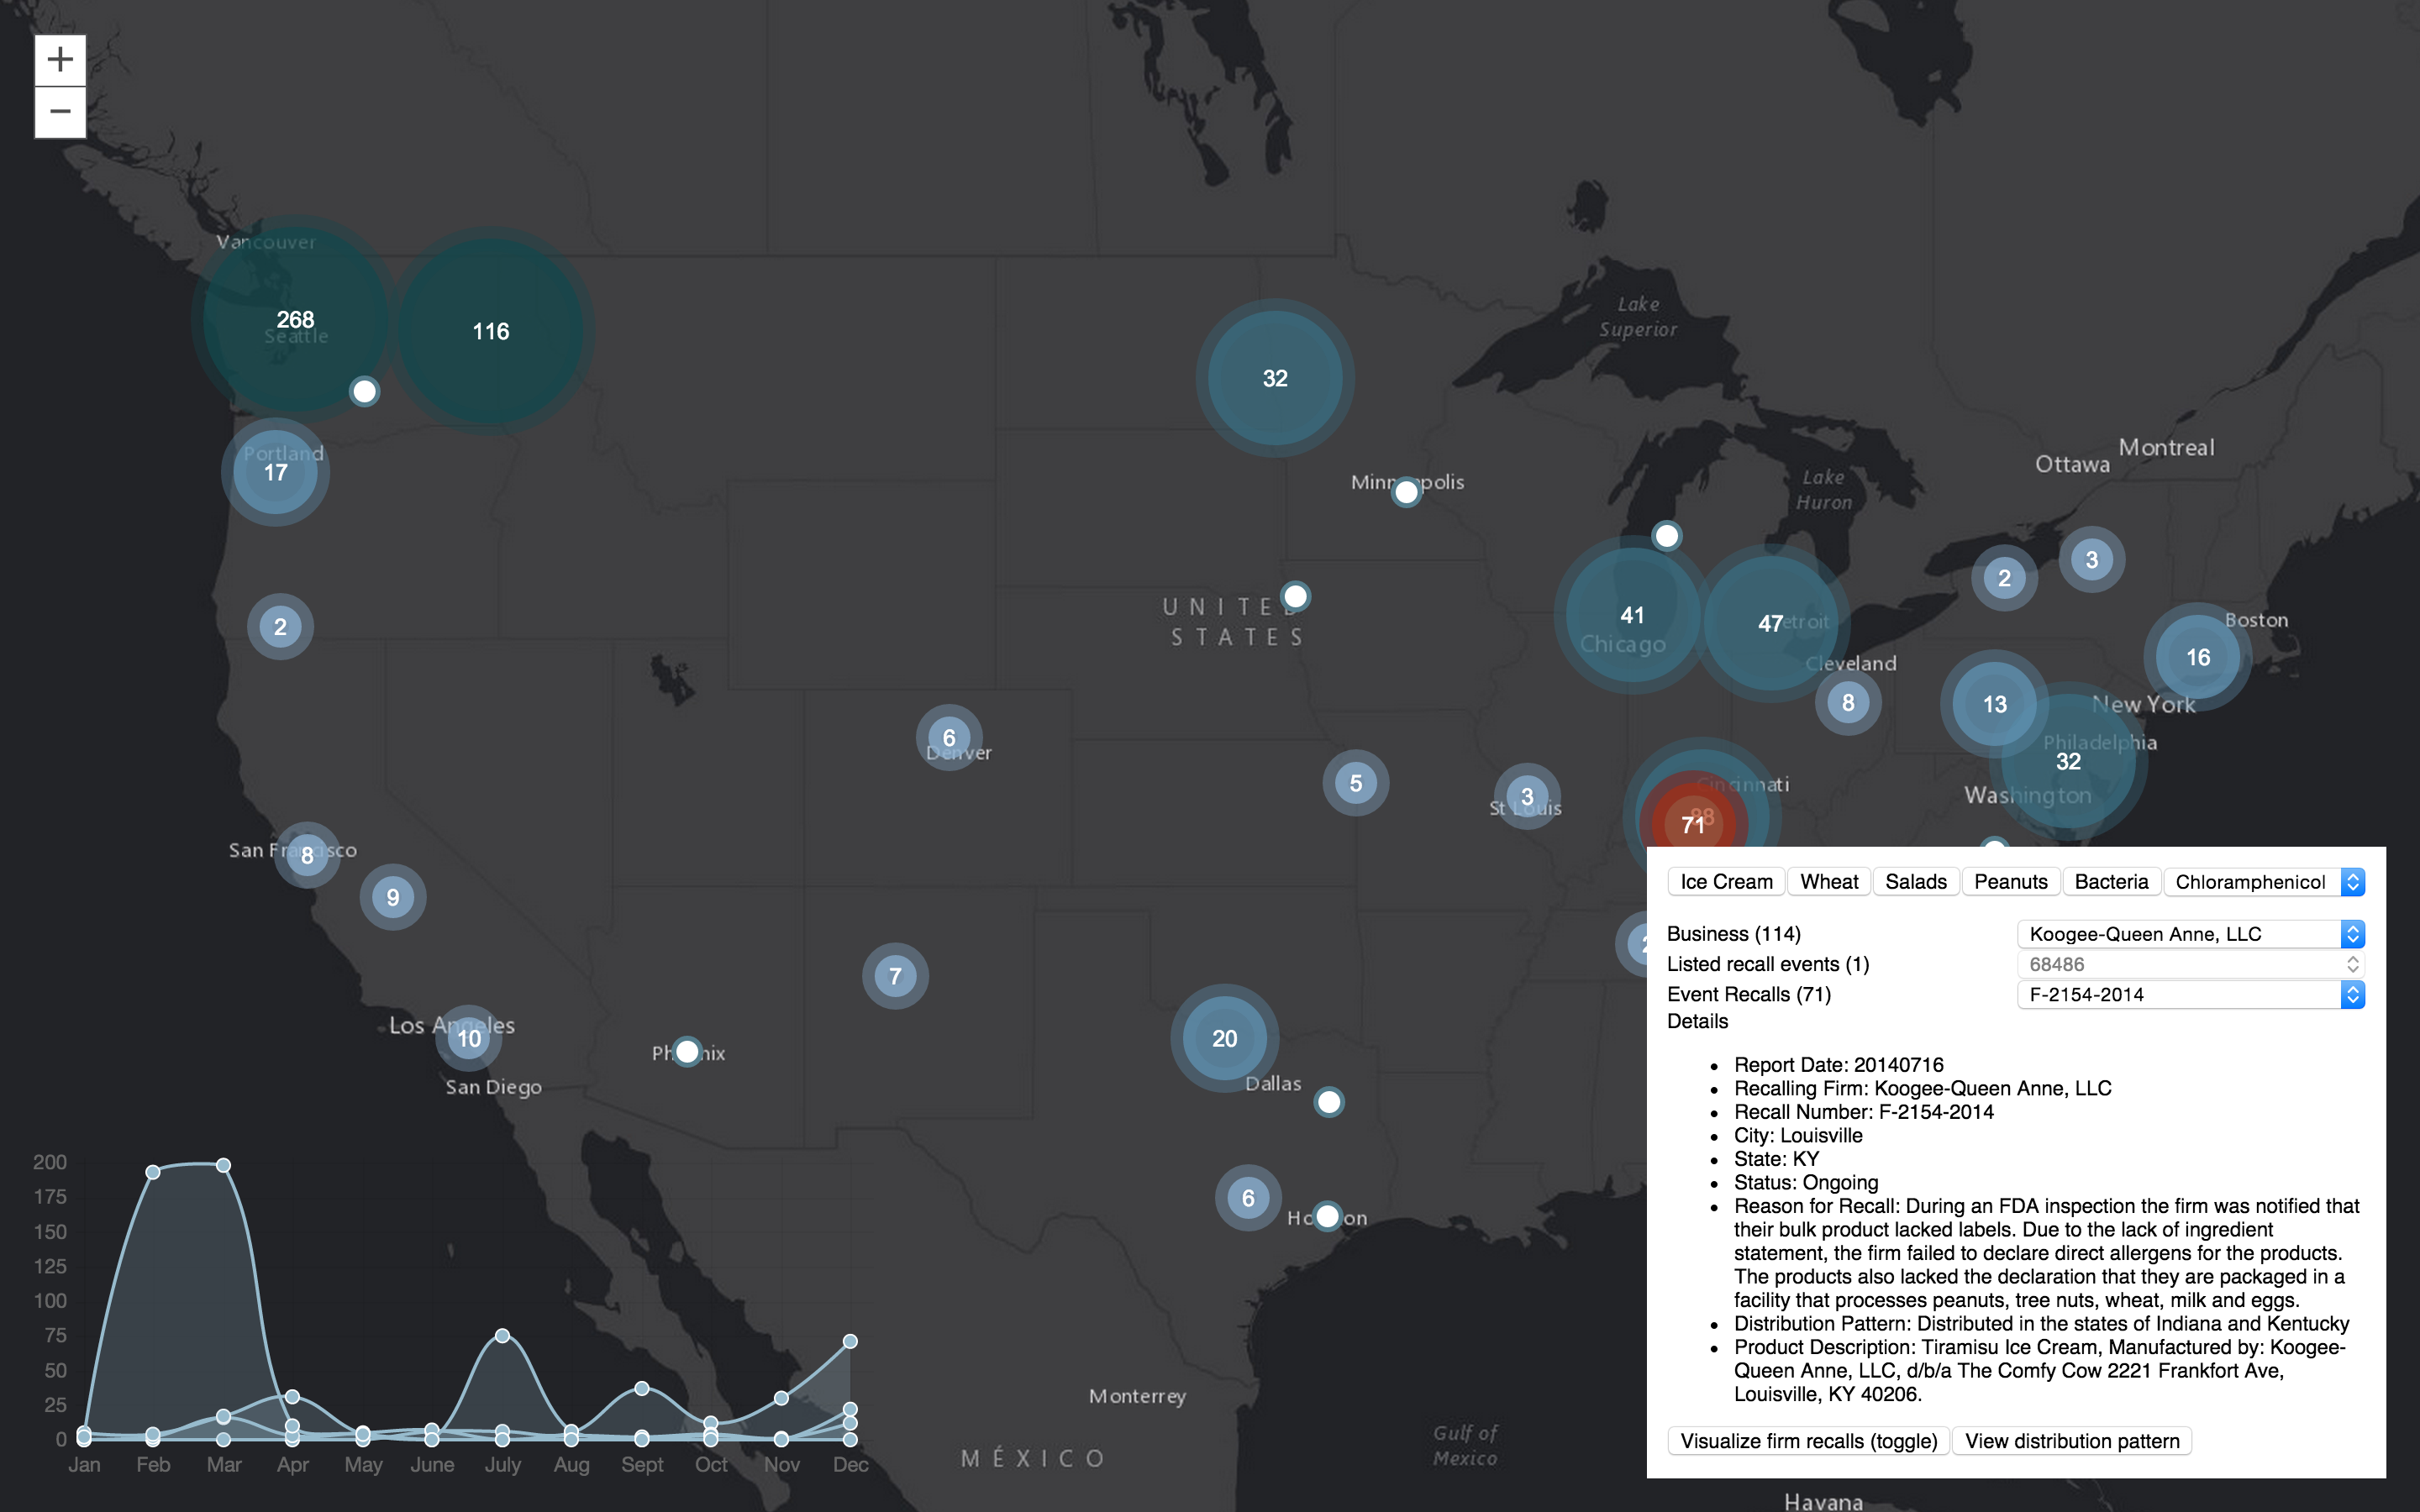 +
−
Vancouver
268
Seattle
116
32
Lake
Superior
Portland
17
Minn polis
Montreal
Ottawa
Lake
Huron
3
2
2
UNITE
STATES
41
Chicago
47 etroit
Boston
16
Cleveland
8
13
New York
Philadelphia
32
6
Denver
5
3
St Louis
Cincinnati
88
71
Washington
San Francisco
8
9
7
Los Angeles
10
San Diego
Ph nix
20
Dallas
6
Ho on
2
Ice Cream Wheat Salads Peanuts Bacteria Chloramphenicol
Business (114) Koogee-Queen Anne, LLC
Listed recall events (1) 68486
Event Recalls (71) F-2154-2014
Details
• Report Date: 20140716
• Recalling Firm: Koogee-Queen Anne, LLC
• Recall Number: F-2154-2014
• City: Louisville
• State: KY
• Status: Ongoing
• Reason for Recall: During an FDA inspection the firm was notified that
their bulk product lacked labels. Due to the lack of ingredient
statement, the firm failed to declare direct allergens for the products.
The products also lacked the declaration that they are packaged in a
facility that processes peanuts, tree nuts, wheat, milk and eggs.
• Distribution Pattern: Distributed in the states of Indiana and Kentucky
• Product Description: Tiramisu Ice Cream, Manufactured by: Koogee-
Queen Anne, LLC, d/b/a The Comfy Cow 2221 Frankfort Ave,
Louisville, KY 40206.
Visualize firm recalls (toggle) View distribution pattern
200
175
150
125
100
75
50
25
0
Jan Feb Mar Apr May June July Aug Sept Oct Nov Dec
Monterrey
MÉXICO
Gulf of
Mexico
Havana